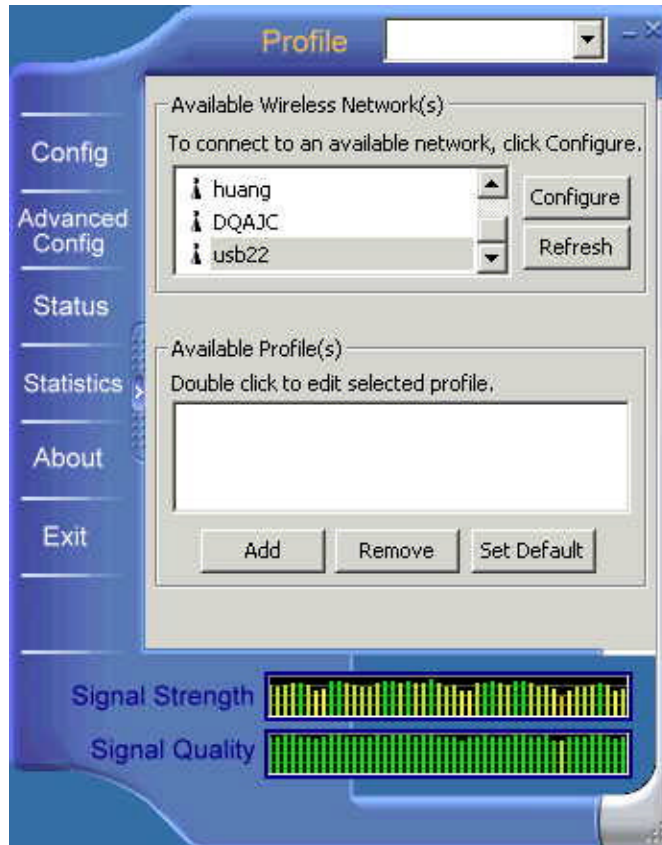 Profile
Available Wireless Network(s)
To connect to an available network, click Configure.
huang
DQAJC
usb22
Configure
Refresh
Config
Advanced
Config
Status
Statistics
About
Exit
Available Profile(s)
Double click to edit selected profile.
Add
Remove
Set Default
Signal Strength
Signal Quality